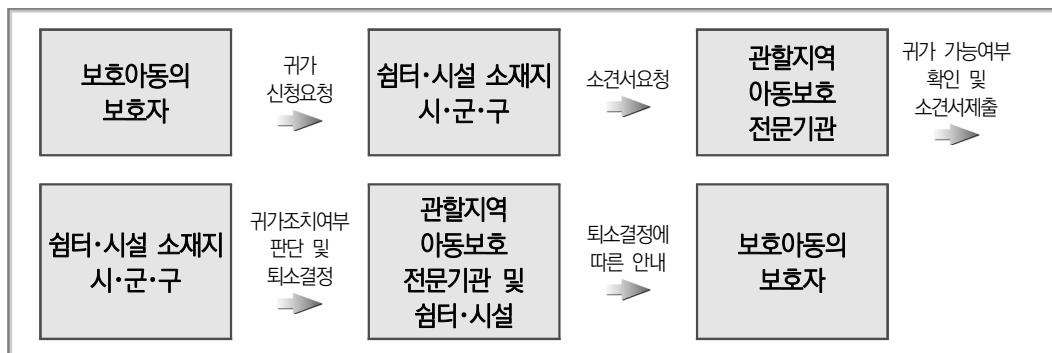 보호아동의
보호자
귀가
신청요청
쉼터·시설 소재지
시·군·구
소견서요청
관할지역
아동보호
전문기관
귀가 가능여부
확인 및
소견서제출
쉼터·시설 소재지
시·군·구
귀가조치여부
판단 및
퇴소결정
관할지역
아동보호
전문기관 및
쉼터·시설
퇴소결정에
따른 안내
보호아동의
보호자